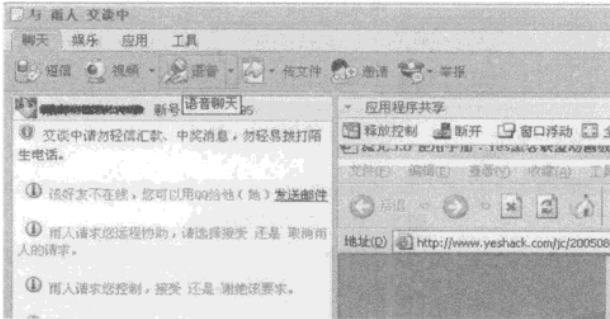 与 雨人 交谈中
聊天 娱乐 应用 工具
短信 视频 语音 传文件 邀请 举报
新号 语音聊天 95
交谈中请勿轻信汇款、中奖消息，勿轻易拨打陌
生电话。
该好友不在线，您可以用QQ给他（她）发送邮件
雨人请求您远程协助，请选择接受 还是 取消雨
人的请求。
雨人请求您控制，接受 还是 谢绝该要求。
应用程序共享
释放控制 断开 窗口浮动
使用手册
文件(F) 编辑(E) 查看(V) 收藏(A) 工具
后退
地址(D) http://www.yeshack.com/jc/200508